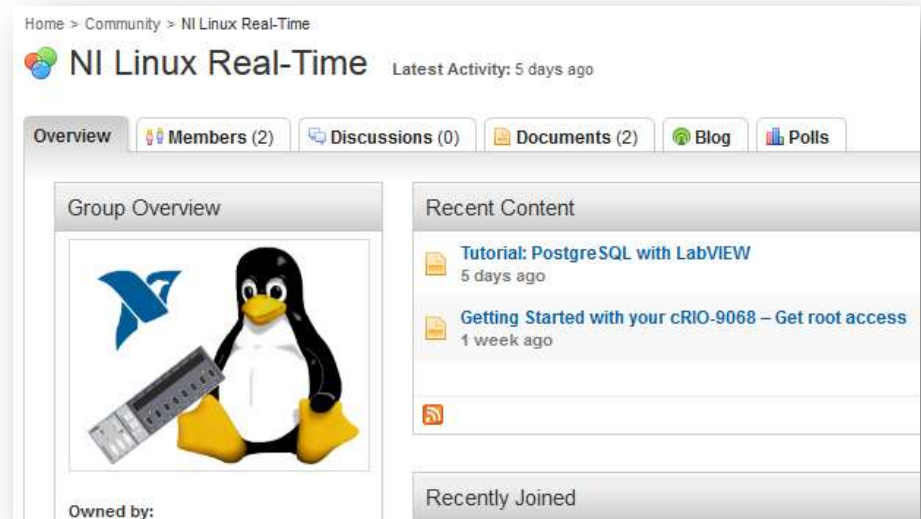 Home > Community > NI Linux Real-Time
NI Linux Real-Time Latest Activity: 5 days ago
Overview Members (2) Discussions (0) Documents (2) Blog Polls
Group Overview
Recent Content
Tutorial: PostgreSQL with LabVIEW
5 days ago
Getting Started with your cRIO-9068 – Get root access
1 week ago
Owned by:
Recently Joined